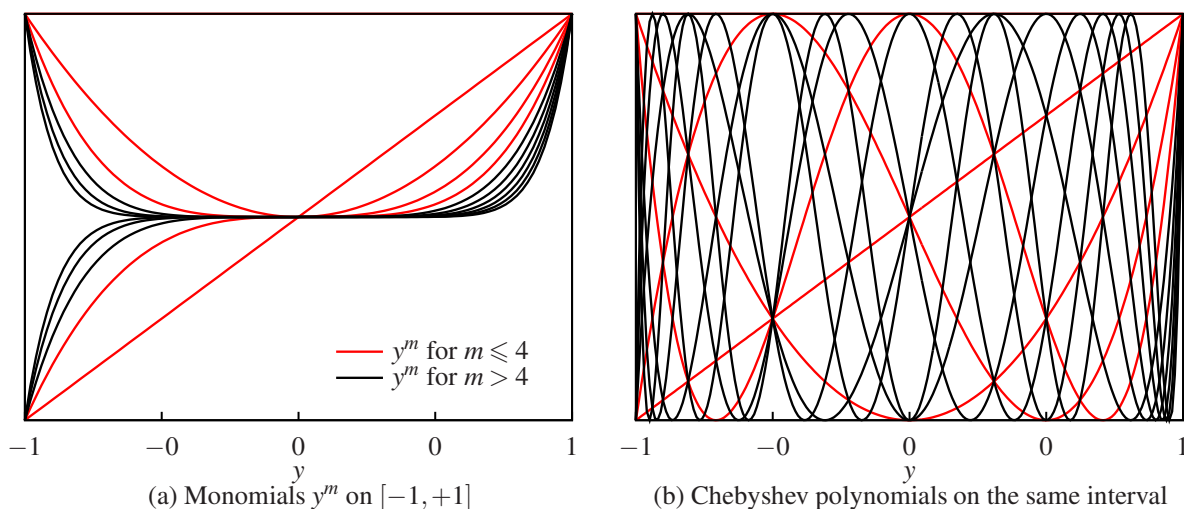 y^m for m ⩽ 4
y^m for m > 4
−1 −0 0 0 1
y
(a) Monomials y^m on [−1,+1]
−1 −0 0 0 1
y
(b) Chebyshev polynomials on the same interval